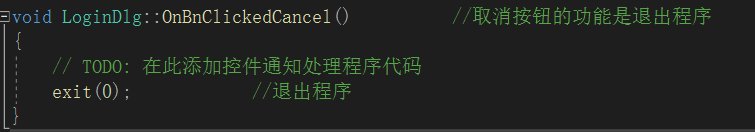 void LoginDlg::OnBnClickedCancel() //取消按钮的功能是退出程序
{
// TODO: 在此添加控件通知处理程序代码
exit(0); //退出程序
}